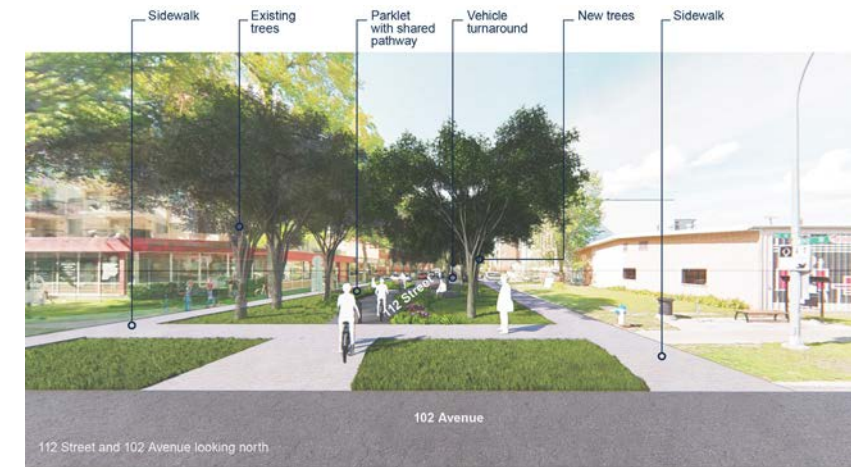 Sidewalk
Existing
trees
Parklet
with shared
pathway
Vehicle
turnaround
New trees
Sidewalk
112 Street
102 Avenue
112 Street and 102 Avenue looking north